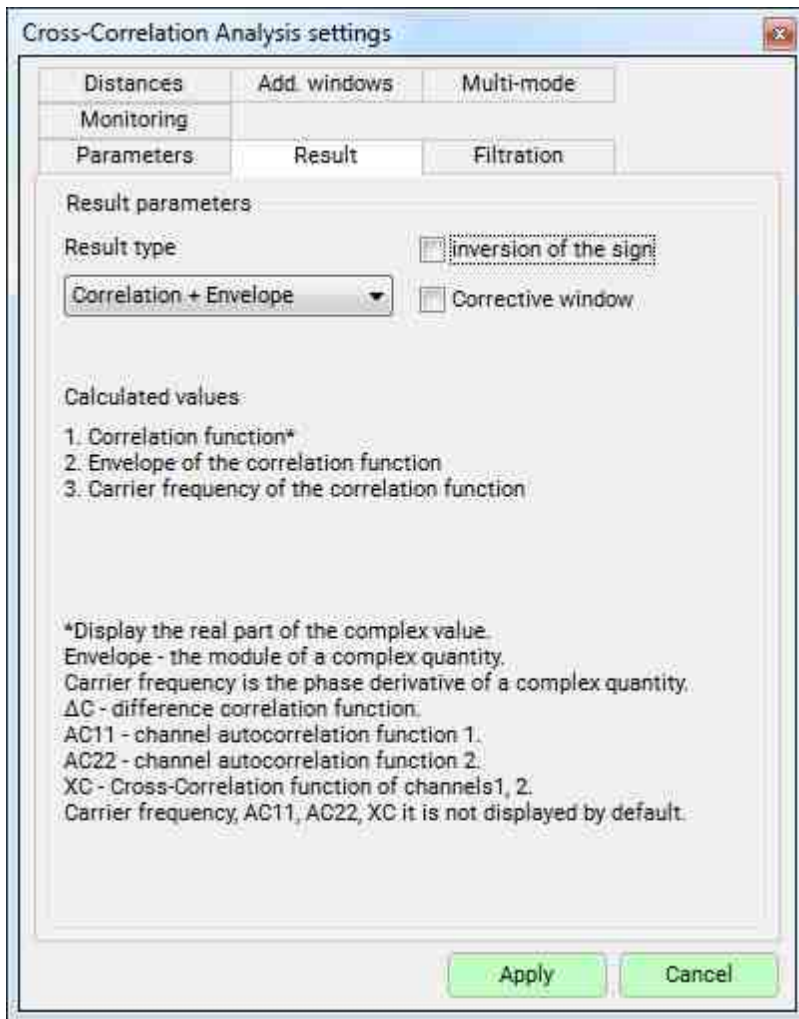 Cross-Correlation Analysis settings
Distances Add. windows Multi-mode
Monitoring
Parameters Result Filtration
Result parameters
Result type inversion of the sign
Correlation + Envelope Corrective window
Calculated values
1. Correlation function*
2. Envelope of the correlation function
3. Carrier frequency of the correlation function
*Display the real part of the complex value.
Envelope - the module of a complex quantity.
Carrier frequency is the phase derivative of a complex quantity.
ΔC - difference correlation function.
AC11 - channel autocorrelation function 1.
AC22 - channel autocorrelation function 2.
XC - Cross-Correlation function of channels1, 2.
Carrier frequency, AC11, AC22, XC it is not displayed by default.
Apply Cancel